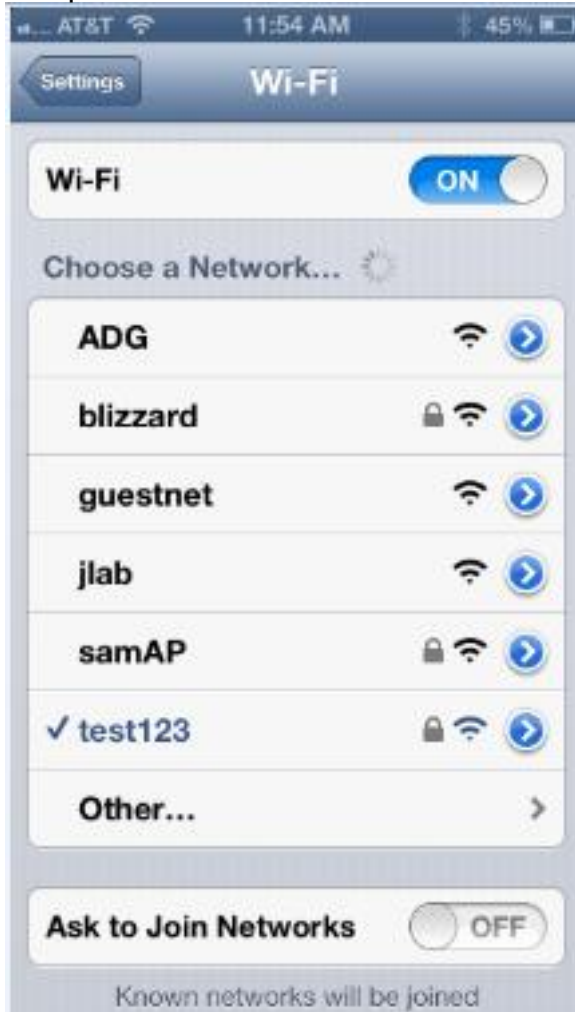 AT&T 11:54 AM 45%
Settings Wi-Fi
Wi-Fi ON
Choose a Network...
ADG
blizzard
guestnet
jlab
samAP
test123
Other...
Ask to Join Networks OFF
Known networks will be joined